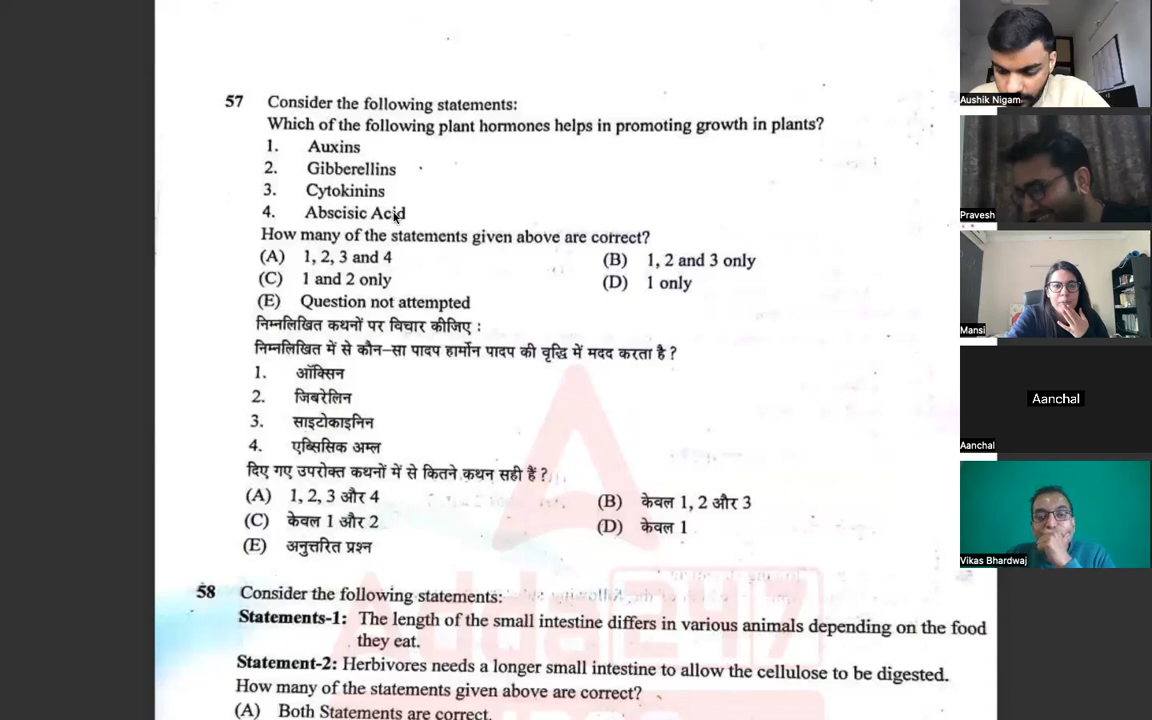 57 Consider the following statements:
Which of the following plant hormones helps in promoting growth in plants?
1. Auxins
2. Gibberellins
3. Cytokinins
4. Abscisic Acid
How many of the statements given above are correct?
(A) 1, 2, 3 and 4 (B) 1, 2 and 3 only
(C) 1 and 2 only (D) 1 only
(E) Question not attempted
निम्नलिखित कथनों पर विचार कीजिए :
निम्नलिखित में से कौन–सा पादप हार्मोन पादप की वृद्धि में मदद करता है ?
1. ऑक्सिन
2. जिबरेलिन
3. साइटोकाइनिन
4. एब्सिसिक अम्ल
दिए गए उपरोक्त कथनों में से कितने कथन सही हैं ?
(A) 1, 2, 3 और 4 (B) केवल 1, 2 और 3
(C) केवल 1 और 2 (D) केवल 1
(E) अनुत्तरित प्रश्न
58 Consider the following statements:
Statements-1: The length of the small intestine differs in various animals depending on the food
they eat.
Statement-2: Herbivores needs a longer small intestine to allow the cellulose to be digested.
How many of the statements given above are correct?
(A) Both Statements are correct.
Adda 247
Aushik Nigam
Pravesh
Mansi
Aanchal
Aanchal
Vikas Bhardwaj